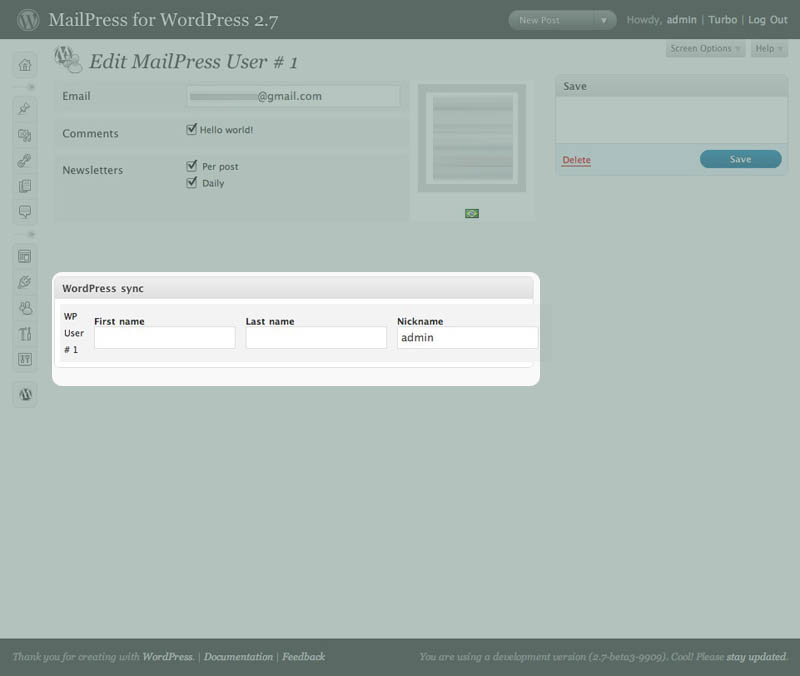 MailPress for WordPress 2.7
New Post
Howdy, admin | Turbo | Log Out
Screen Options
Help
Edit MailPress User # 1
Email
@gmail.com
Comments
Hello world!
Newsletters
Per post
Daily
Save
Delete
Save
WordPress sync
WP User # 1
First name
Last name
Nickname
admin
Thank you for creating with WordPress. | Documentation | Feedback
You are using a development version (2.7-beta3-9909). Cool! Please stay updated.